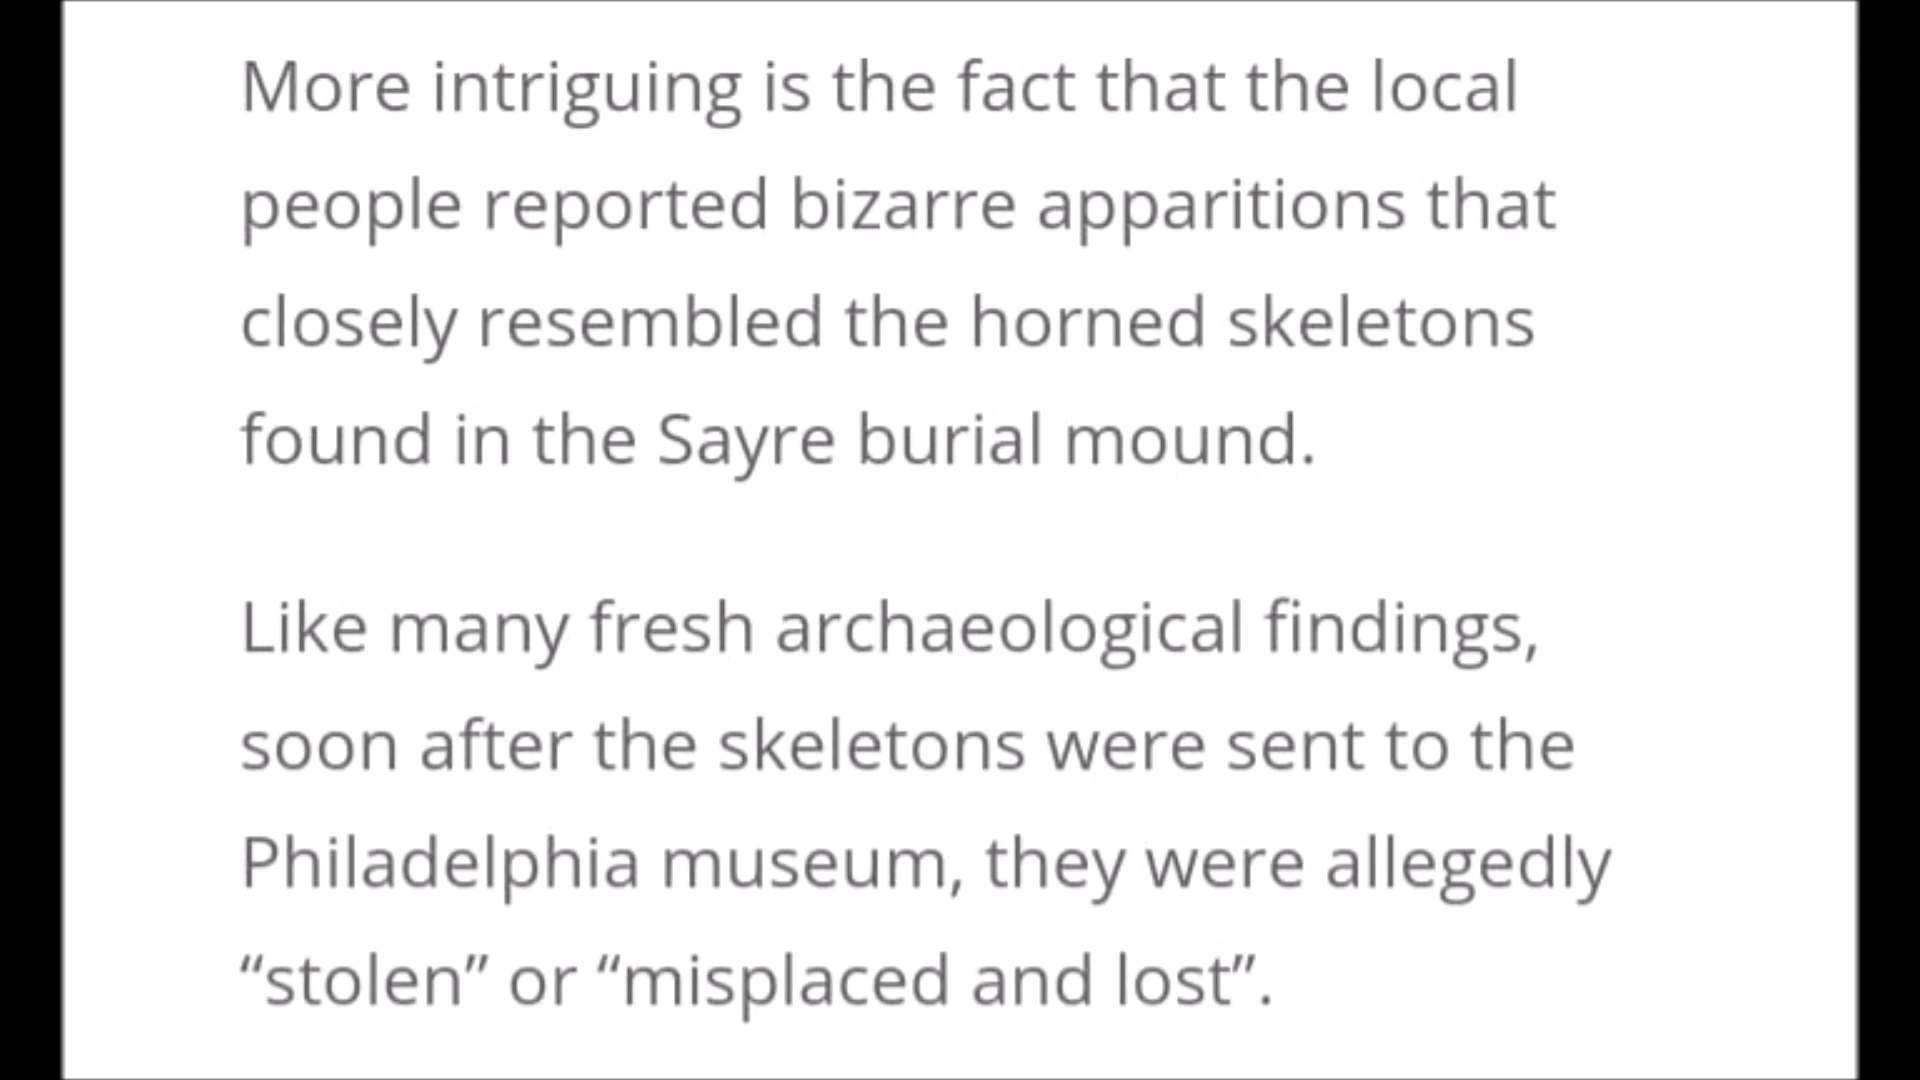 More intriguing is the fact that the local
people reported bizarre apparitions that
closely resembled the horned skeletons
found in the Sayre burial mound.
Like many fresh archaeological findings,
soon after the skeletons were sent to the
Philadelphia museum, they were allegedly
“stolen” or “misplaced and lost”.